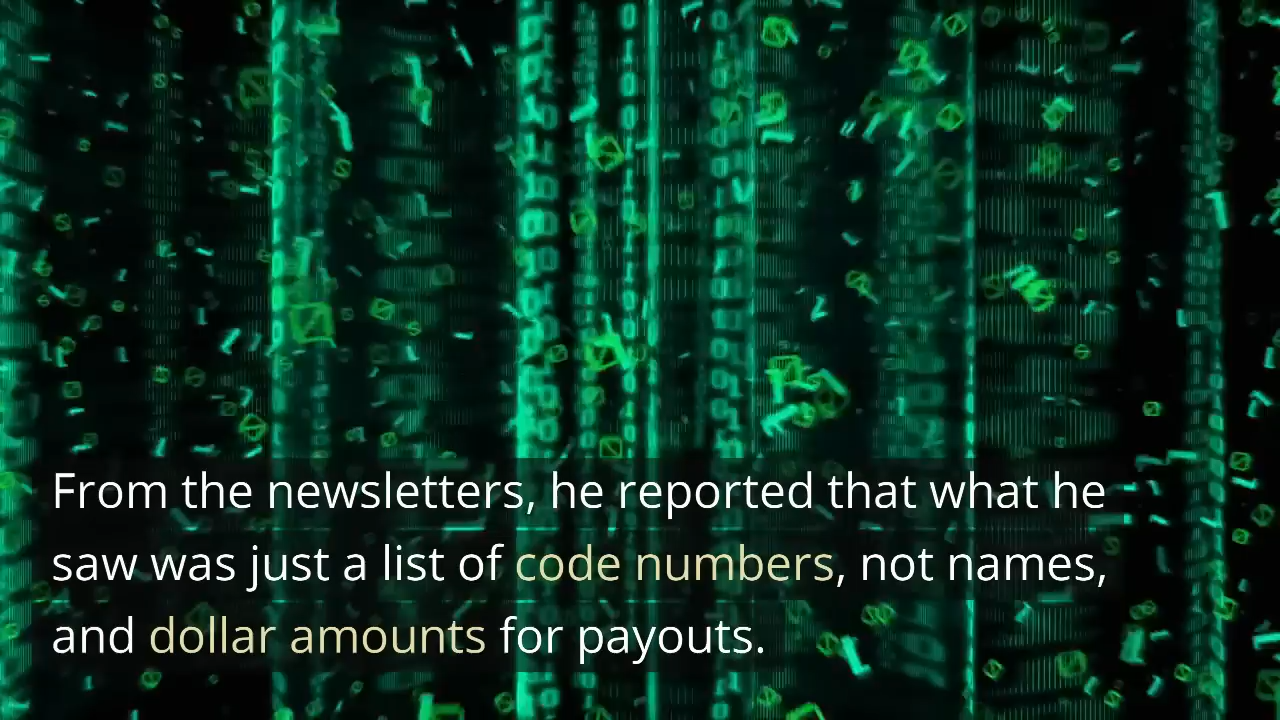 From the newsletters, he reported that what he
saw was just a list of code numbers, not names,
and dollar amounts for payouts.